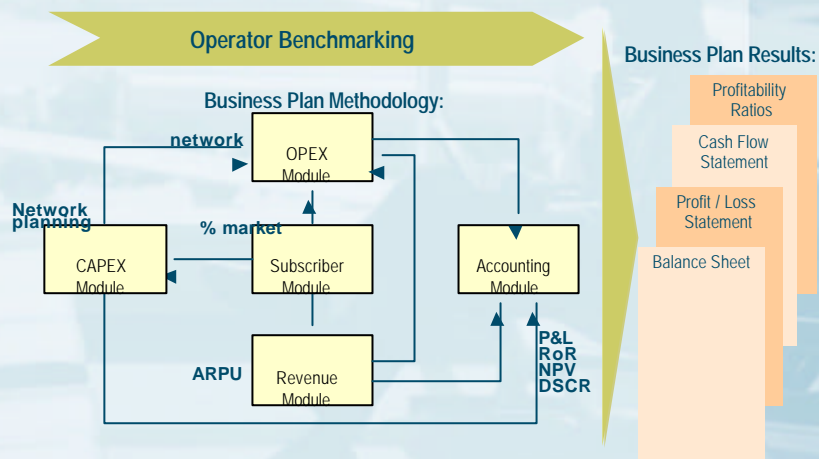 Operator Benchmarking
Business Plan Results:
Business Plan Methodology:
Profitability
Ratios
Cash Flow
Statement
Profit / Loss
Statement
Balance Sheet
network
OPEX
Module
Network
planning
% market
CAPEX
Module
Subscriber
Module
Accounting
Module
ARPU
Revenue
Module
P&L
RoR
NPV
DSCR